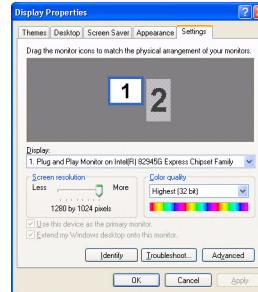 Display Properties
Themes Desktop Screen Saver Appearance Settings
Drag the monitor icons to match the physical arrangement of your monitors.
1 2
Display:
1. Plug and Play Monitor on Intel(R) 82945G Express Chipset Family
Screen resolution
Less More
1280 by 1024 pixels
Color quality
Highest (32 bit)
Use this device as the primary monitor.
Extend my Windows desktop onto this monitor.
Identify Troubleshoot... Advanced
OK Cancel Apply